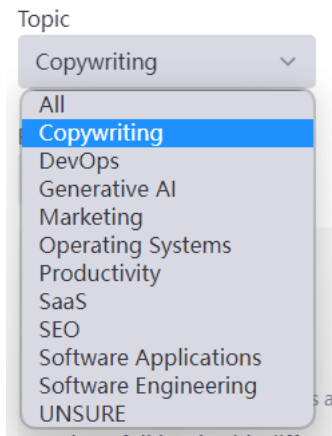 Topic
Copywriting
All
Copywriting
DevOps
Generative AI
Marketing
Operating Systems
Productivity
SaaS
SEO
Software Applications
Software Engineering
UNSURE